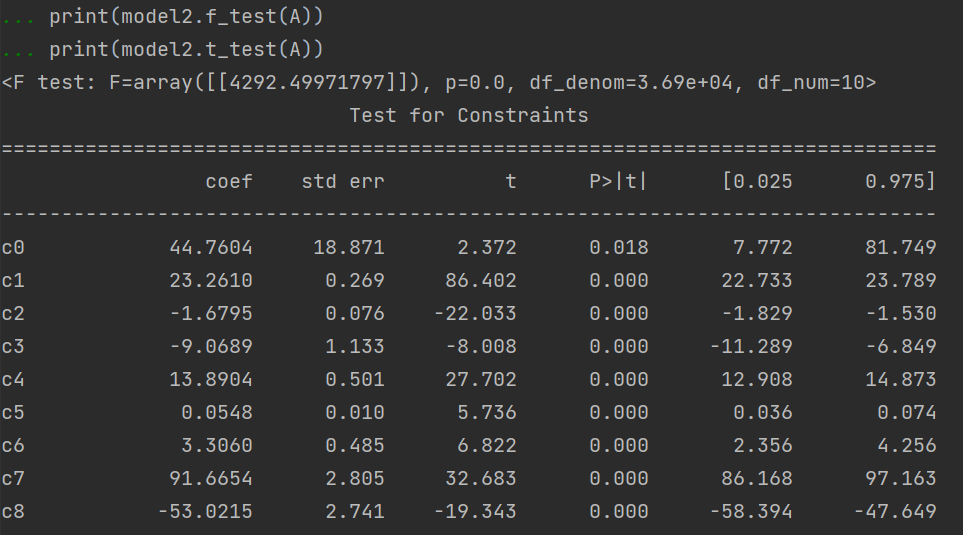 ... print(model2.f_test(A))
... print(model2.t_test(A))
<F test: F=array([[4292.49971797]]), p=0.0, df_denom=3.69e+04, df_num=10>
                             Test for Constraints
==============================================================================
                 coef    std err          t      P>|t|      [0.025      0.975]
------------------------------------------------------------------------------
c0            44.7604     18.871      2.372      0.018       7.772      81.749
c1            23.2610      0.269     86.402      0.000      22.733      23.789
c2            -1.6795      0.076    -22.033      0.000      -1.829      -1.530
c3            -9.0689      1.133     -8.008      0.000     -11.289      -6.849
c4            13.8904      0.501     27.702      0.000      12.908      14.873
c5             0.0548      0.010      5.736      0.000       0.036       0.074
c6             3.3060      0.485      6.822      0.000       2.356       4.256
c7            91.6654      2.805     32.683      0.000      86.168      97.163
c8           -53.0215      2.741    -19.343      0.000     -58.394     -47.649